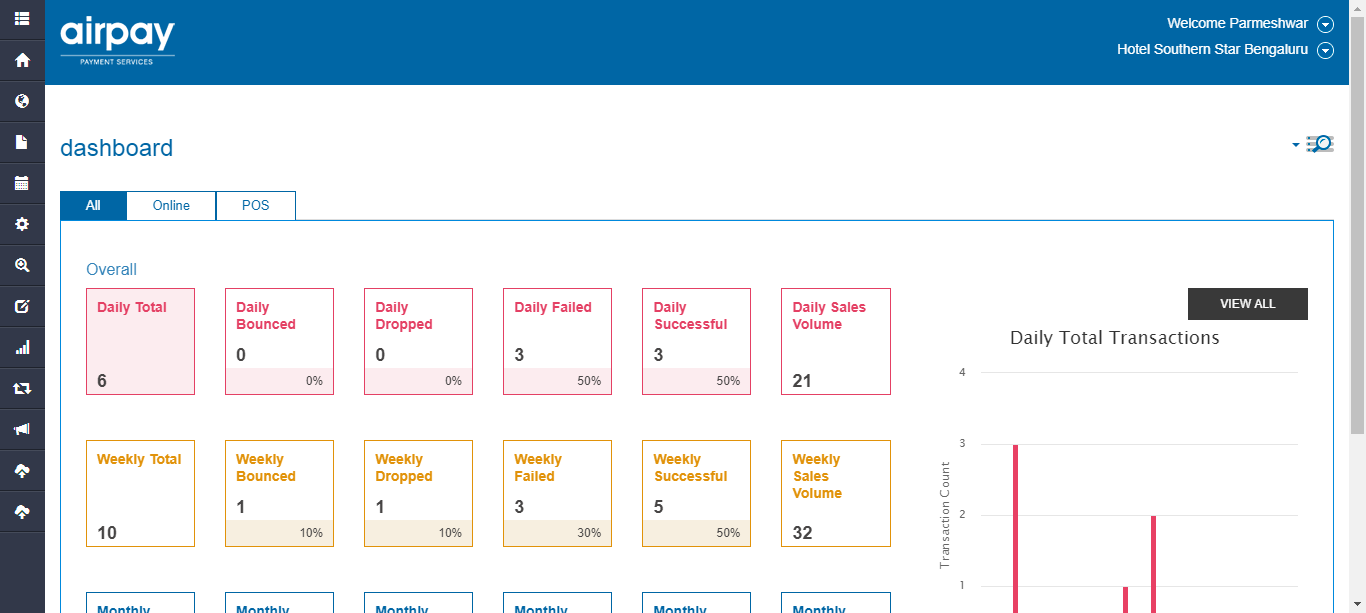 airpay
PAYMENT SERVICES
Welcome Parmeshwar
Hotel Southern Star Bengaluru
dashboard
All
Online
POS
Overall
Daily Total
6
Daily
Bounced
0
0%
Daily
Dropped
0
0%
Daily Failed
3
50%
Daily
Successful
3
50%
Daily Sales
Volume
21
Weekly Total
10
Weekly
Bounced
1
10%
Weekly
Dropped
1
10%
Weekly
Failed
3
30%
Weekly
Successful
5
50%
Weekly
Sales
Volume
32
Monthly
Monthly
Monthly
Monthly
Monthly
Monthly
VIEW ALL
Daily Total Transactions
4
3
2
1
Transaction Count